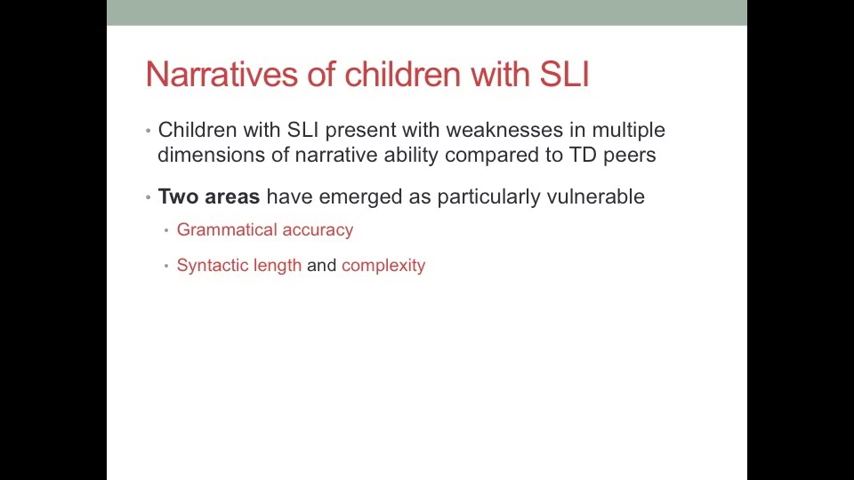 Narratives of children with SLI
• Children with SLI present with weaknesses in multiple
dimensions of narrative ability compared to TD peers
• Two areas have emerged as particularly vulnerable
• Grammatical accuracy
• Syntactic length and complexity